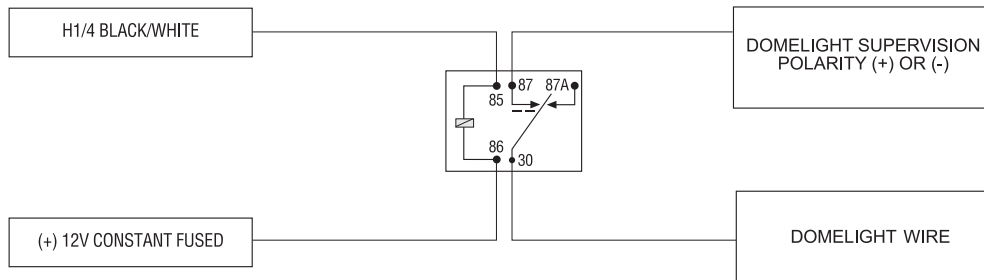 H1/4 BLACK/WHITE
DOMELIGHT SUPERVISION
POLARITY (+) OR (-)
87 87A
85
86
30
(+) 12V CONSTANT FUSED
DOMELIGHT WIRE